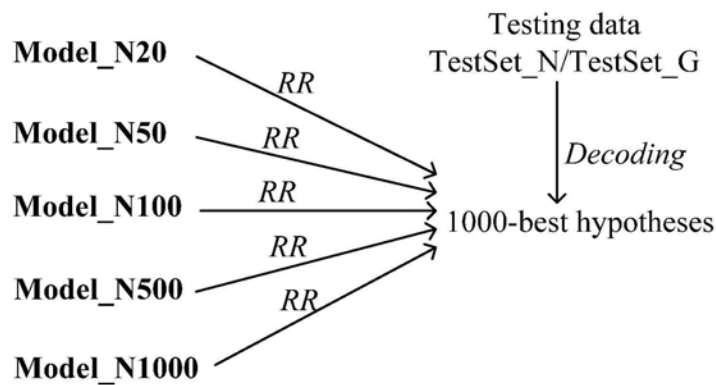 Testing data
TestSet_N/TestSet_G
Model_N20
RR
Model_N50
RR
Decoding
Model_N100
RR
1000-best hypotheses
Model_N500
RR
Model_N1000
RR